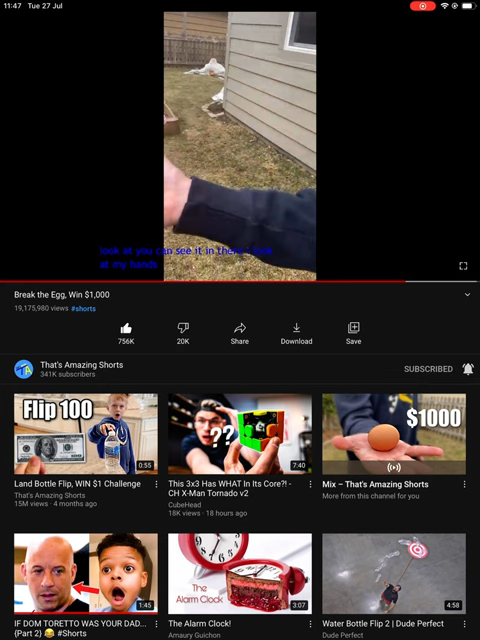 11:47 Tue 27 Jul
look at you can see it in there look
at my hands
Break the Egg, Win $1,000
19,175,980 views #shorts
756K
20K
Share
Download
Save
TA
That's Amazing Shorts
341K subscribers
SUBSCRIBED
Flip 100
0:55
??
7:40
$1000
Land Bottle Flip, WIN $1 Challenge
That's Amazing Shorts
15M views · 4 months ago
This 3x3 Has WHAT In Its Core?! -
CH X-Man Tornado v2
CubeHead
18K views · 18 hours ago
Mix – That's Amazing Shorts
More from this channel for you
1:45
The
Alarm Clock
3:07
4:58
IF DOM TORETTO WAS YOUR DAD...
(Part 2) 😂 #Shorts
The Alarm Clock!
Amaury Guichon
Water Bottle Flip 2 | Dude Perfect
Dude Perfect